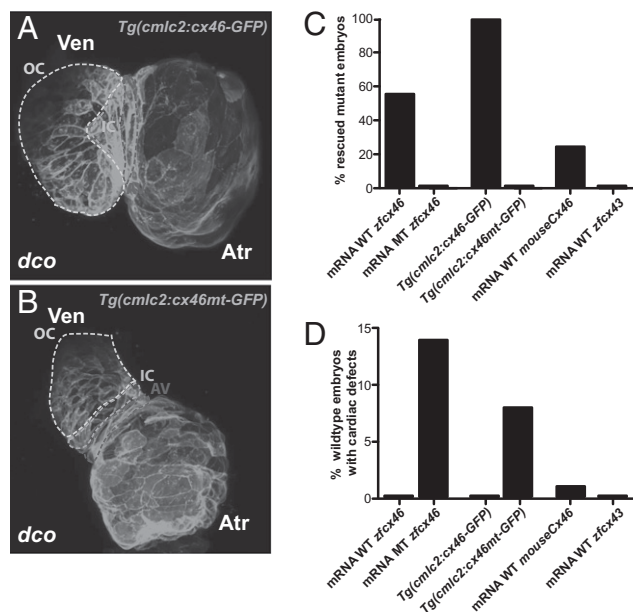 A
Tg(cmlc2:cx46-GFP)
Ven
OC
IC
Atr
dco
B
Tg(cmlc2:cx46mt-GFP)
Ven
OC
IC
AV
Atr
dco
C
% rescued mutant embryos
100
80
60
40
20
0
mRNA WT zfcx46
mRNA MT zfcx46
Tg(cmlc2:cx46-GFP)
Tg(cmlc2:cx46mt-GFP)
mRNA WT mouseCx46
mRNA WT zfcx43
D
% wildtype embryos
with cardiac defects
15
10
5
0
mRNA WT zfcx46
mRNA MT zfcx46
Tg(cmlc2:cx46-GFP)
Tg(cmlc2:cx46mt-GFP)
mRNA WT mouseCx46
mRNA WT zfcx43